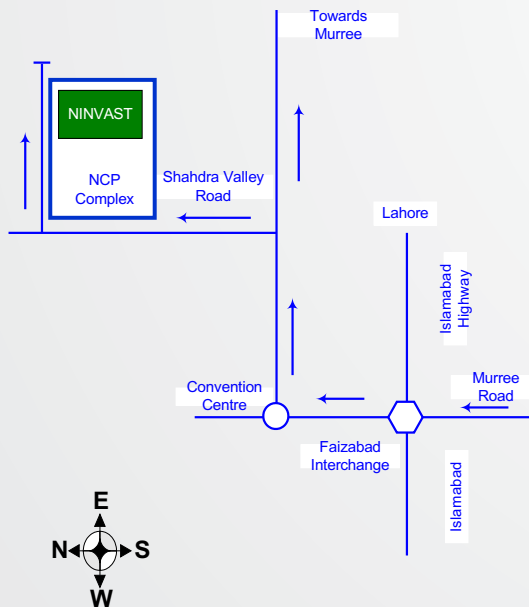 Towards
Murree
NINVAST
NCP
Complex
Shahdra Valley
Road
Lahore
Islamabad
Highway
Convention
Centre
Murree
Road
Faizabad
Interchange
Islamabad
E
N
S
W